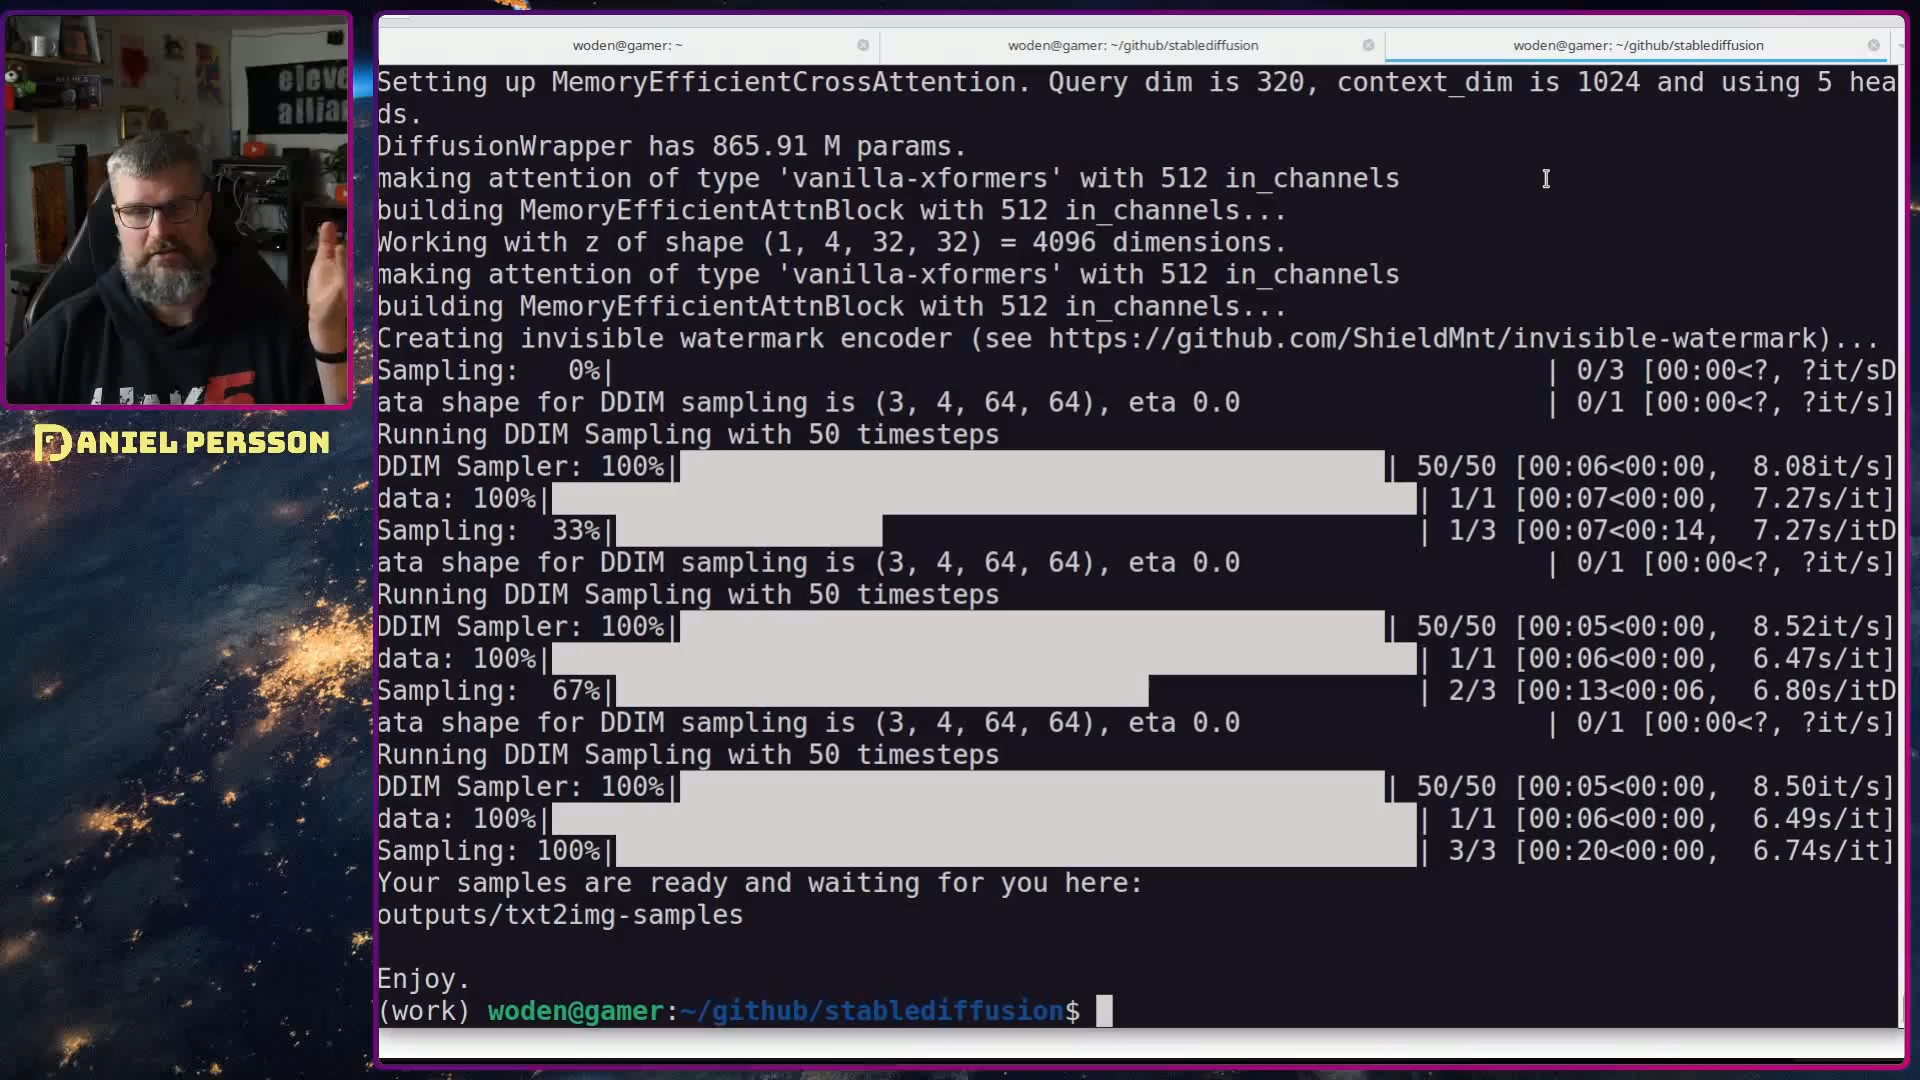 woden@gamer: ~
woden@gamer: ~/github/stablediffusion
woden@gamer: ~/github/stablediffusion
Setting up MemoryEfficientCrossAttention. Query dim is 320, context_dim is 1024 and using 5 hea
ds.
DiffusionWrapper has 865.91 M params.
making attention of type 'vanilla-xformers' with 512 in_channels
building MemoryEfficientAttnBlock with 512 in_channels...
Working with z of shape (1, 4, 32, 32) = 4096 dimensions.
making attention of type 'vanilla-xformers' with 512 in_channels
building MemoryEfficientAttnBlock with 512 in_channels...
Creating invisible watermark encoder (see https://github.com/ShieldMnt/invisible-watermark)...
Sampling:   0%|                                                          | 0/3 [00:00<?, ?it/sD
ata shape for DDIM sampling is (3, 4, 64, 64), eta 0.0                   | 0/1 [00:00<?, ?it/s]
Running DDIM Sampling with 50 timesteps
DDIM Sampler: 100%|                                            | 50/50 [00:06<00:00,  8.08it/s]
data: 100%|                                                      | 1/1 [00:07<00:00,  7.27s/it]
Sampling:  33%|                                                  | 1/3 [00:07<00:14,  7.27s/itD
ata shape for DDIM sampling is (3, 4, 64, 64), eta 0.0                   | 0/1 [00:00<?, ?it/s]
Running DDIM Sampling with 50 timesteps
DDIM Sampler: 100%|                                            | 50/50 [00:05<00:00,  8.52it/s]
data: 100%|                                                      | 1/1 [00:06<00:00,  6.47s/it]
Sampling:  67%|                                                  | 2/3 [00:13<00:06,  6.80s/itD
ata shape for DDIM sampling is (3, 4, 64, 64), eta 0.0                   | 0/1 [00:00<?, ?it/s]
Running DDIM Sampling with 50 timesteps
DDIM Sampler: 100%|                                            | 50/50 [00:05<00:00,  8.50it/s]
data: 100%|                                                      | 1/1 [00:06<00:00,  6.49s/it]
Sampling: 100%|                                                  | 3/3 [00:20<00:00,  6.74s/it]
Your samples are ready and waiting for you here:
outputs/txt2img-samples
Enjoy.
(work) woden@gamer:~/github/stablediffusion$
DANIEL PERSSON